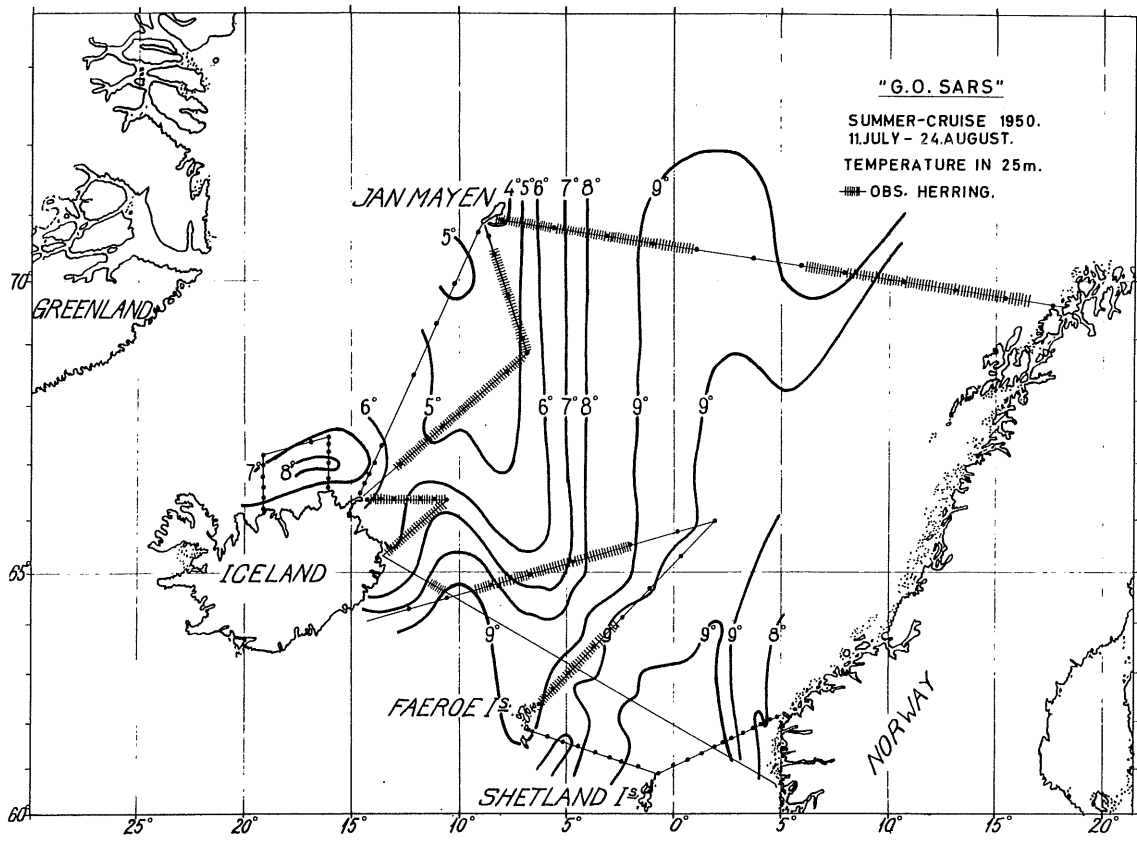 "G.O. SARS"
SUMMER-CRUISE 1950.
11.JULY - 24.AUGUST.
TEMPERATURE IN 25m.
OBS. HERRING.
JAN MAYEN
4° 5° 6° 7° 8° 9°
5°
70°
GREENLAND
6° 5° 6° 7° 8° 9° 9°
7° 8°
65°
ICELAND
9° 9° 9° 9° 8°
FAEROE IS.
NORWAY
SHETLAND IS
60°
25° 20° 15° 10° 5° 0° 5° 10° 15° 20°